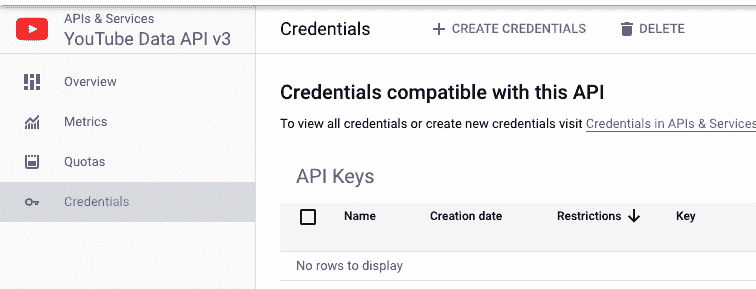 APIs & Services
YouTube Data API v3
Overview
Metrics
Quotas
Credentials
Credentials
CREATE CREDENTIALS
DELETE
Credentials compatible with this API
To view all credentials or create new credentials visit Credentials in APIs & Services
API Keys
Name Creation date Restrictions Key
No rows to display